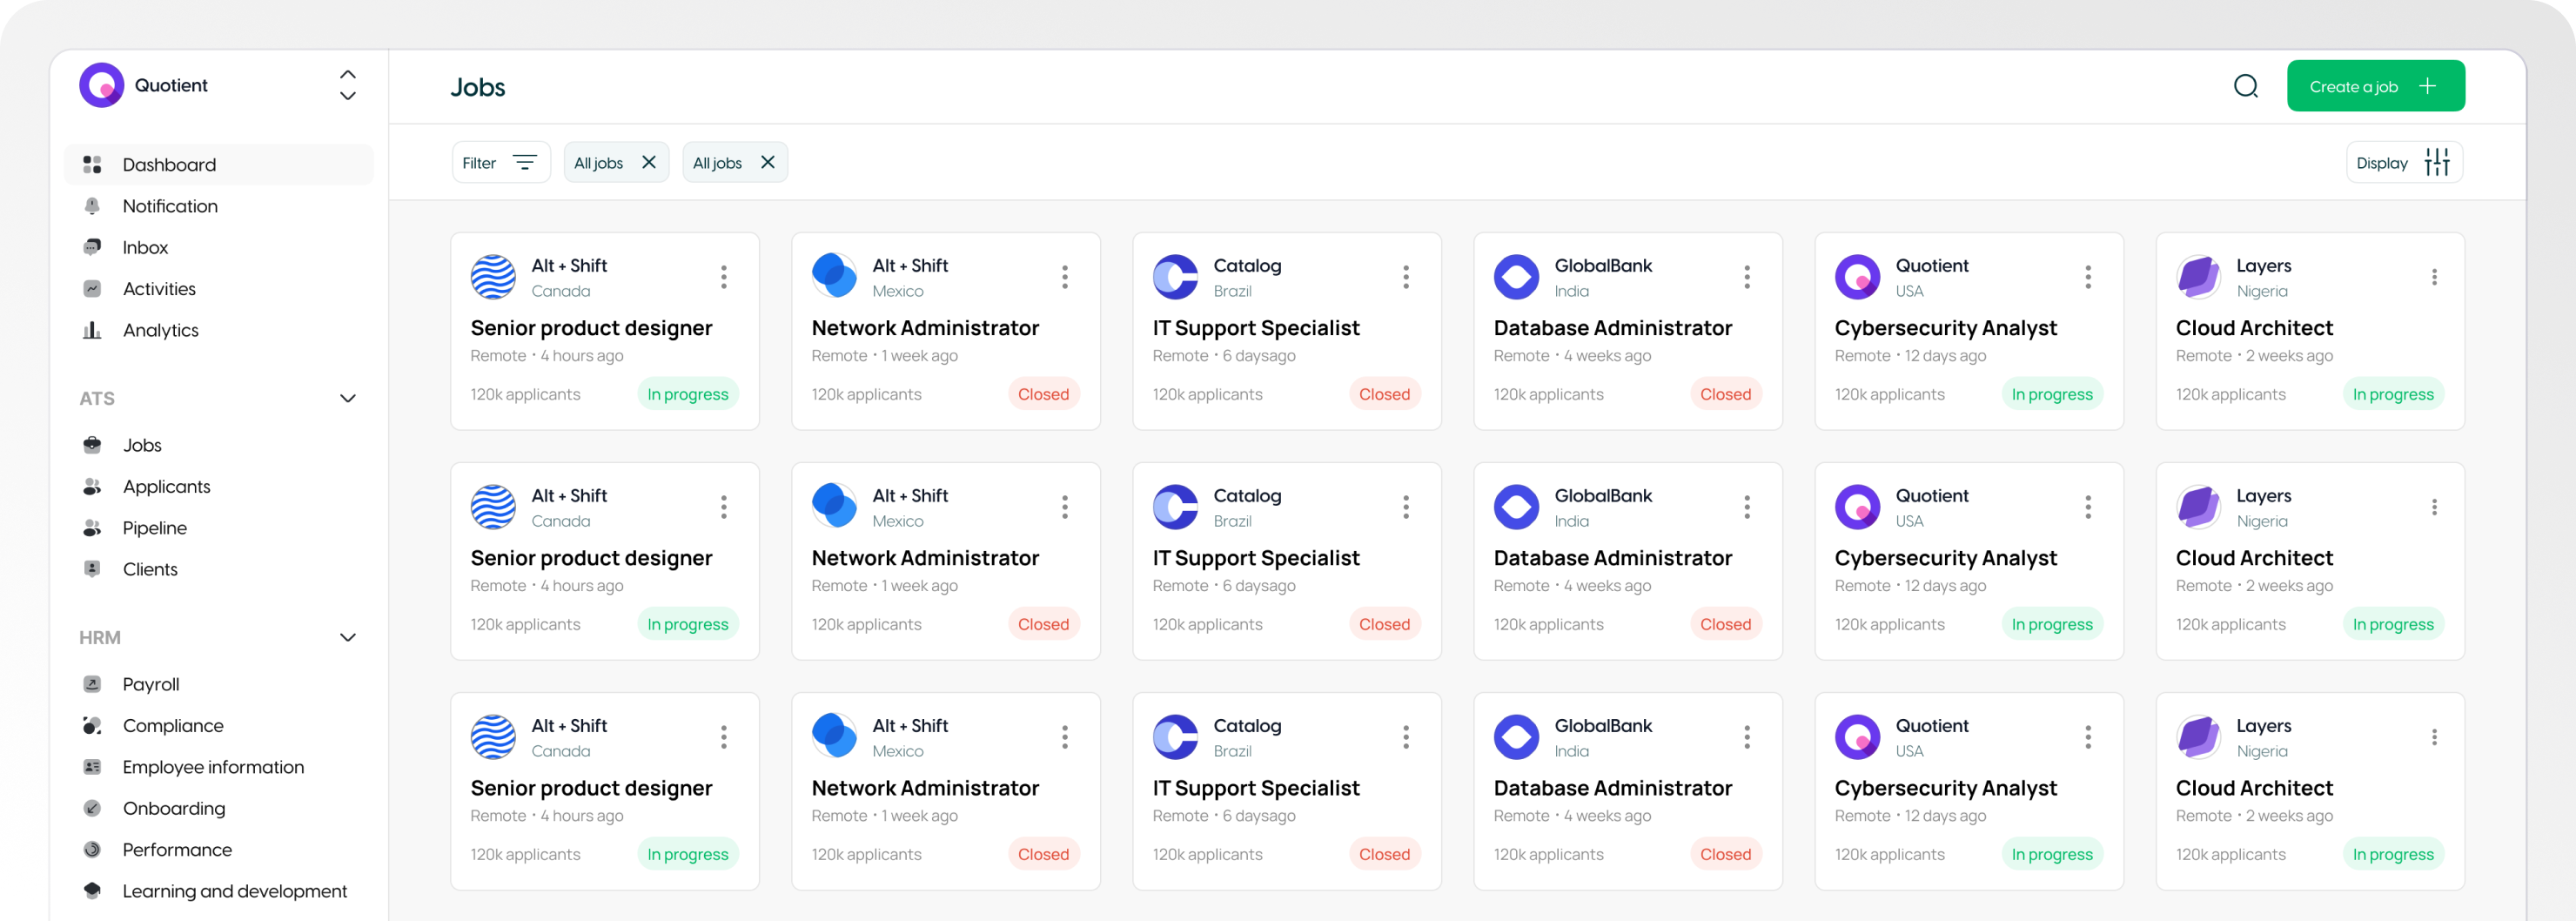 Quotient
Dashboard
Notification
Inbox
Activities
Analytics
ATS
Jobs
Applicants
Pipeline
Clients
HRM
Payroll
Compliance
Employee information
Onboarding
Performance
Learning and development
Jobs
Create a job
Filter
All jobs
All jobs
Display
Alt + Shift
Canada
Senior product designer
Remote • 4 hours ago
120k applicants
In progress
Alt + Shift
Mexico
Network Administrator
Remote • 1 week ago
120k applicants
Closed
Catalog
Brazil
IT Support Specialist
Remote • 6 daysago
120k applicants
Closed
GlobalBank
India
Database Administrator
Remote • 4 weeks ago
120k applicants
Closed
Quotient
USA
Cybersecurity Analyst
Remote • 12 days ago
120k applicants
In progress
Layers
Nigeria
Cloud Architect
Remote • 2 weeks ago
120k applicants
In progress
Alt + Shift
Canada
Senior product designer
Remote • 4 hours ago
120k applicants
In progress
Alt + Shift
Mexico
Network Administrator
Remote • 1 week ago
120k applicants
Closed
Catalog
Brazil
IT Support Specialist
Remote • 6 daysago
120k applicants
Closed
GlobalBank
India
Database Administrator
Remote • 4 weeks ago
120k applicants
Closed
Quotient
USA
Cybersecurity Analyst
Remote • 12 days ago
120k applicants
In progress
Layers
Nigeria
Cloud Architect
Remote • 2 weeks ago
120k applicants
In progress
Alt + Shift
Canada
Senior product designer
Remote • 4 hours ago
120k applicants
In progress
Alt + Shift
Mexico
Network Administrator
Remote • 1 week ago
120k applicants
Closed
Catalog
Brazil
IT Support Specialist
Remote • 6 daysago
120k applicants
Closed
GlobalBank
India
Database Administrator
Remote • 4 weeks ago
120k applicants
Closed
Quotient
USA
Cybersecurity Analyst
Remote • 12 days ago
120k applicants
In progress
Layers
Nigeria
Cloud Architect
Remote • 2 weeks ago
120k applicants
In progress